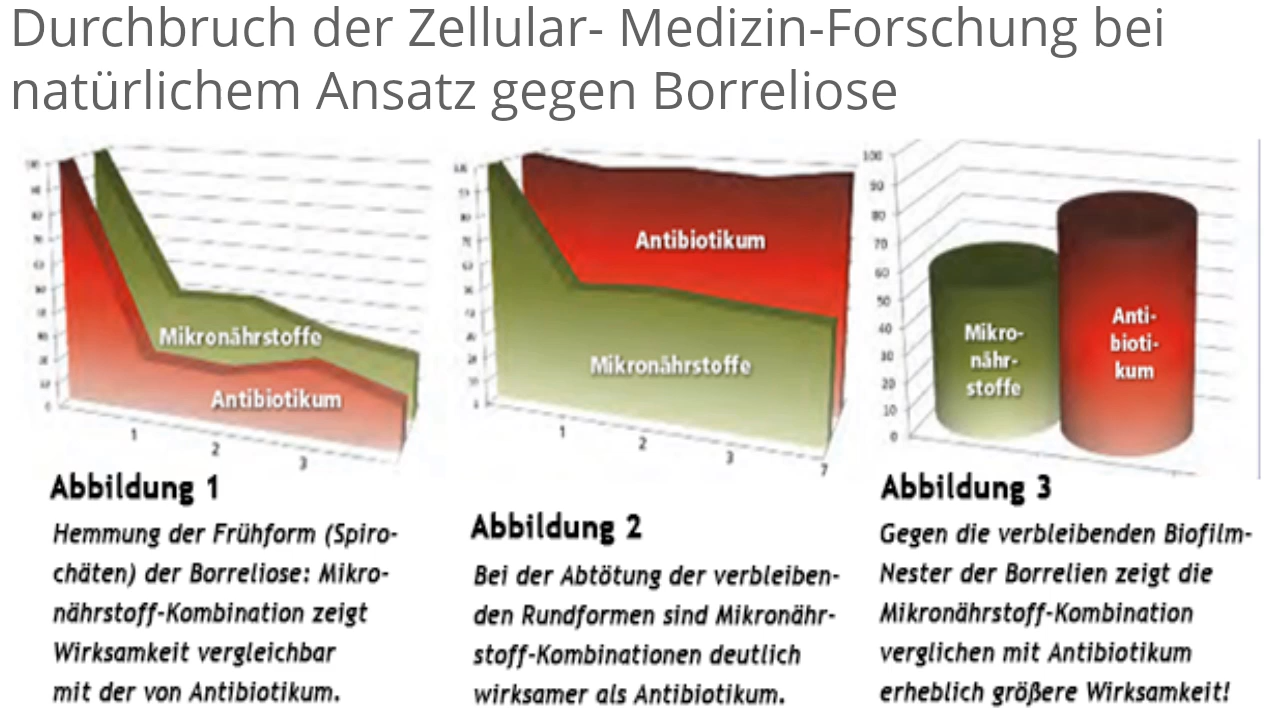 Durchbruch der Zellular- Medizin-Forschung bei
natürlichem Ansatz gegen Borreliose
Mikronährstoffe
Antibiotikum
1
2
3
Abbildung 1
Hemmung der Frühform (Spiro-
chäten) der Borreliose: Mikro-
nährstoff-Kombination zeigt
Wirksamkeit vergleichbar
mit der von Antibiotikum.
Antibiotikum
Mikronährstoffe
1
2
3
7
Abbildung 2
Bei der Abtötung der verbleiben-
den Rundformen sind Mikronähr-
stoff-Kombinationen deutlich
wirksamer als Antibiotikum.
100
90
80
70
60
50
40
30
20
10
0
Mikro-
nähr-
stoffe
Anti-
bioti-
kum
Abbildung 3
Gegen die verbleibenden Biofilm-
Nester der Borrelien zeigt die
Mikronährstoff-Kombination
verglichen mit Antibiotikum
erheblich größere Wirksamkeit!